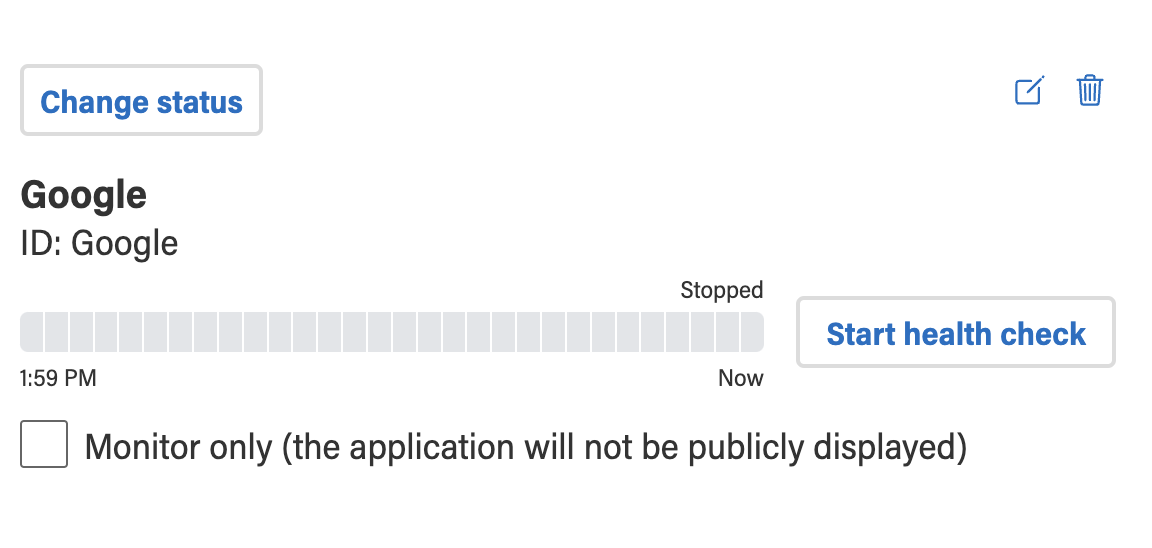 Change status
Google
ID: Google
Stopped
Start health check
1:59 PM
Now
Monitor only (the application will not be publicly displayed)